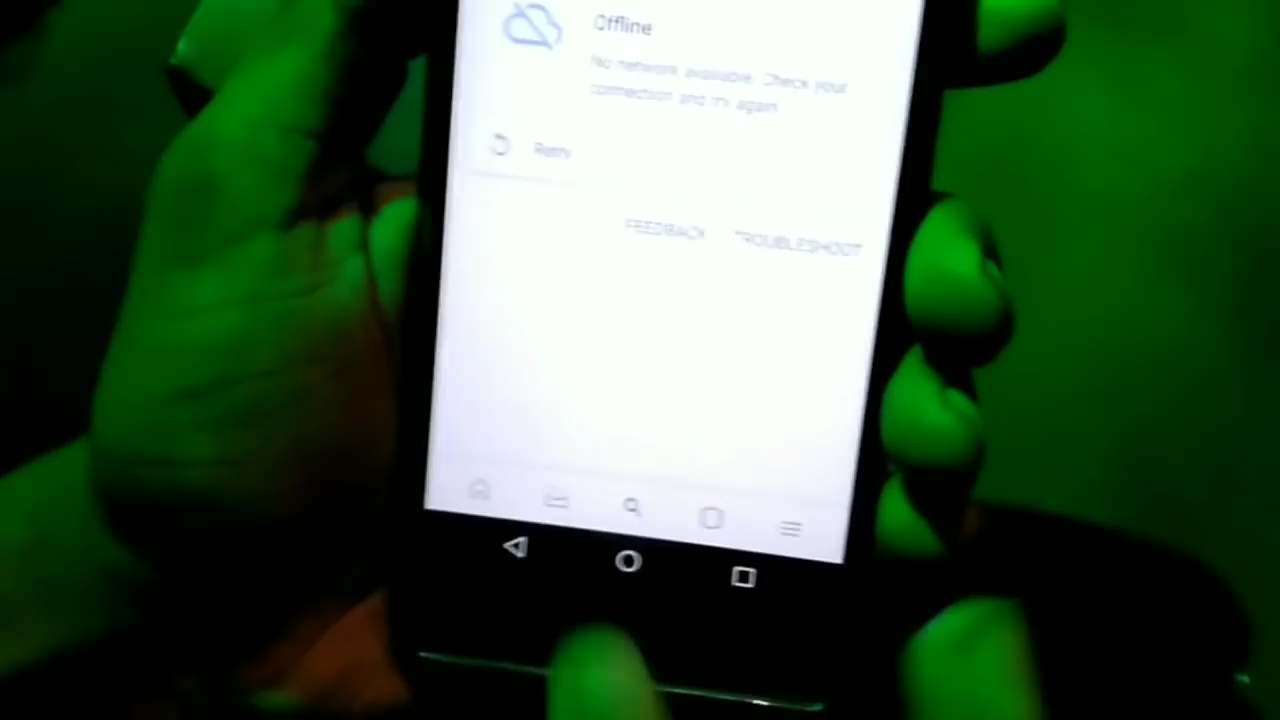 Offline
No network available. Check your
connection and try again.
Retry
FEEDBACK TROUBLESHOOT